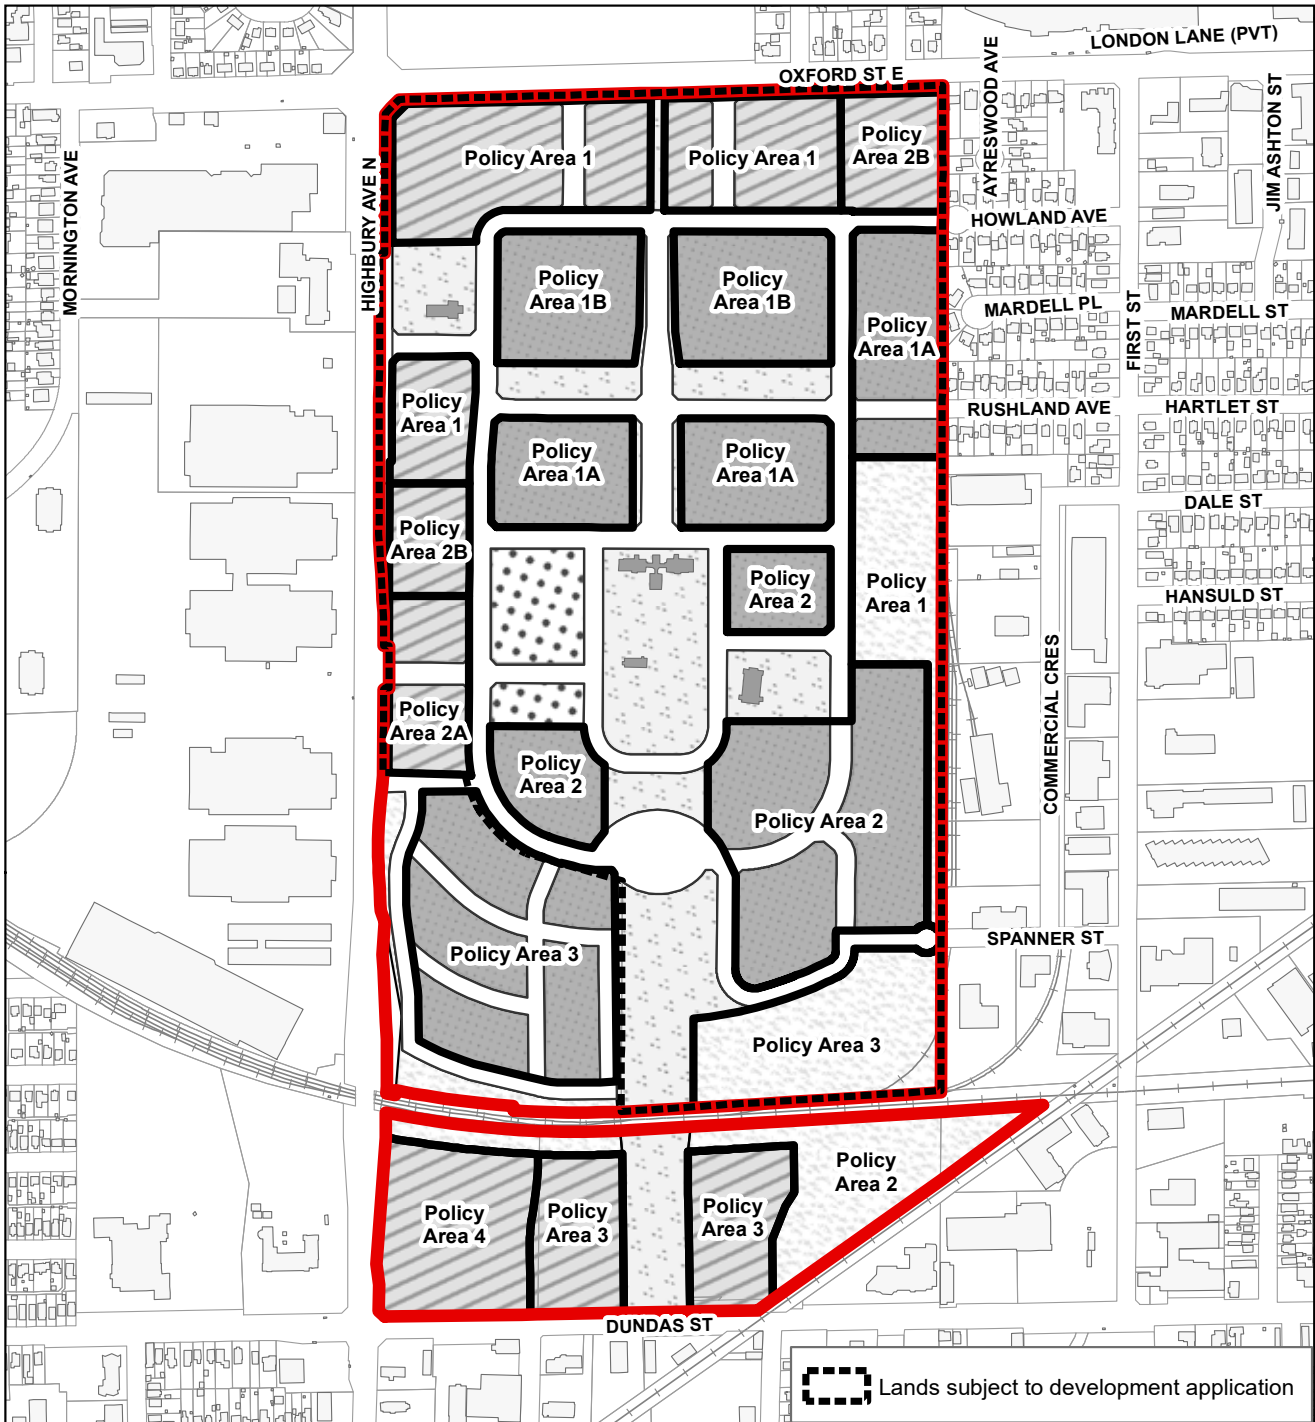 LONDON LANE (PVT)
OXFORD ST E
AYRESWOOD AVE
JIM ASHTON ST
MORNINGTON AVE
HIGHBURY AVE N
Policy Area 1
Policy Area 1
Policy
Area 2B
HOWLAND AVE
Policy
Area 1B
Policy
Area 1B
MARDELL PL
MARDELL ST
FIRST ST
Policy
Area 1A
Policy
Area 1
RUSHLAND AVE
HARTLET ST
Policy
Area 1A
Policy
Area 1A
DALE ST
Policy
Area 2B
Policy
Area 2
Policy
Area 1
HANSULD ST
COMMERCIAL CRES
Policy
Area 2A
Policy
Area 2
Policy Area 2
Policy Area 3
SPANNER ST
Policy Area 3
Policy
Area 2
Policy
Area 4
Policy
Area 3
Policy
Area 3
DUNDAS ST
Lands subject to development application